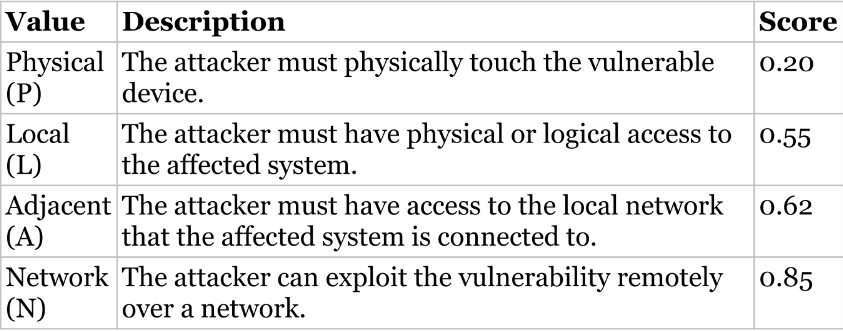 Value Description Score
Physical The attacker must physically touch the vulnerable 0.20
(P) device.
Local The attacker must have physical or logical access to 0.55
(L) the affected system.
Adjacent The attacker must have access to the local network 0.62
(A) that the affected system is connected to.
Network The attacker can exploit the vulnerability remotely 0.85
(N) over a network.